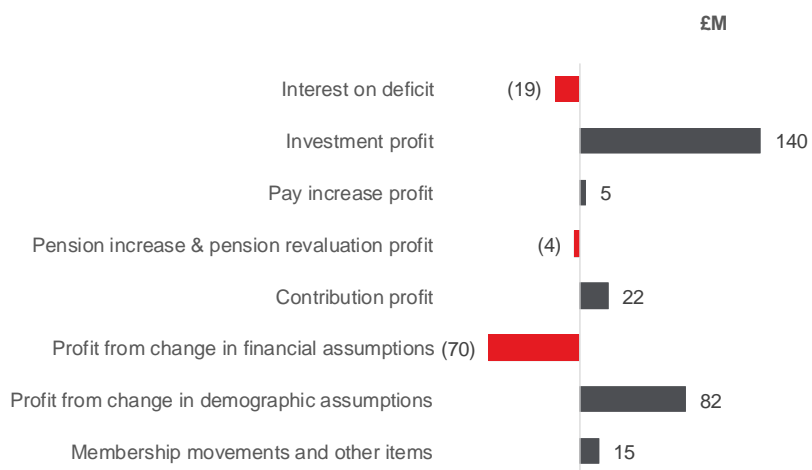 £M
Interest on deficit (19)
Investment profit 140
Pay increase profit 5
Pension increase & pension revaluation profit (4)
Contribution profit 22
Profit from change in financial assumptions (70)
Profit from change in demographic assumptions 82
Membership movements and other items 15